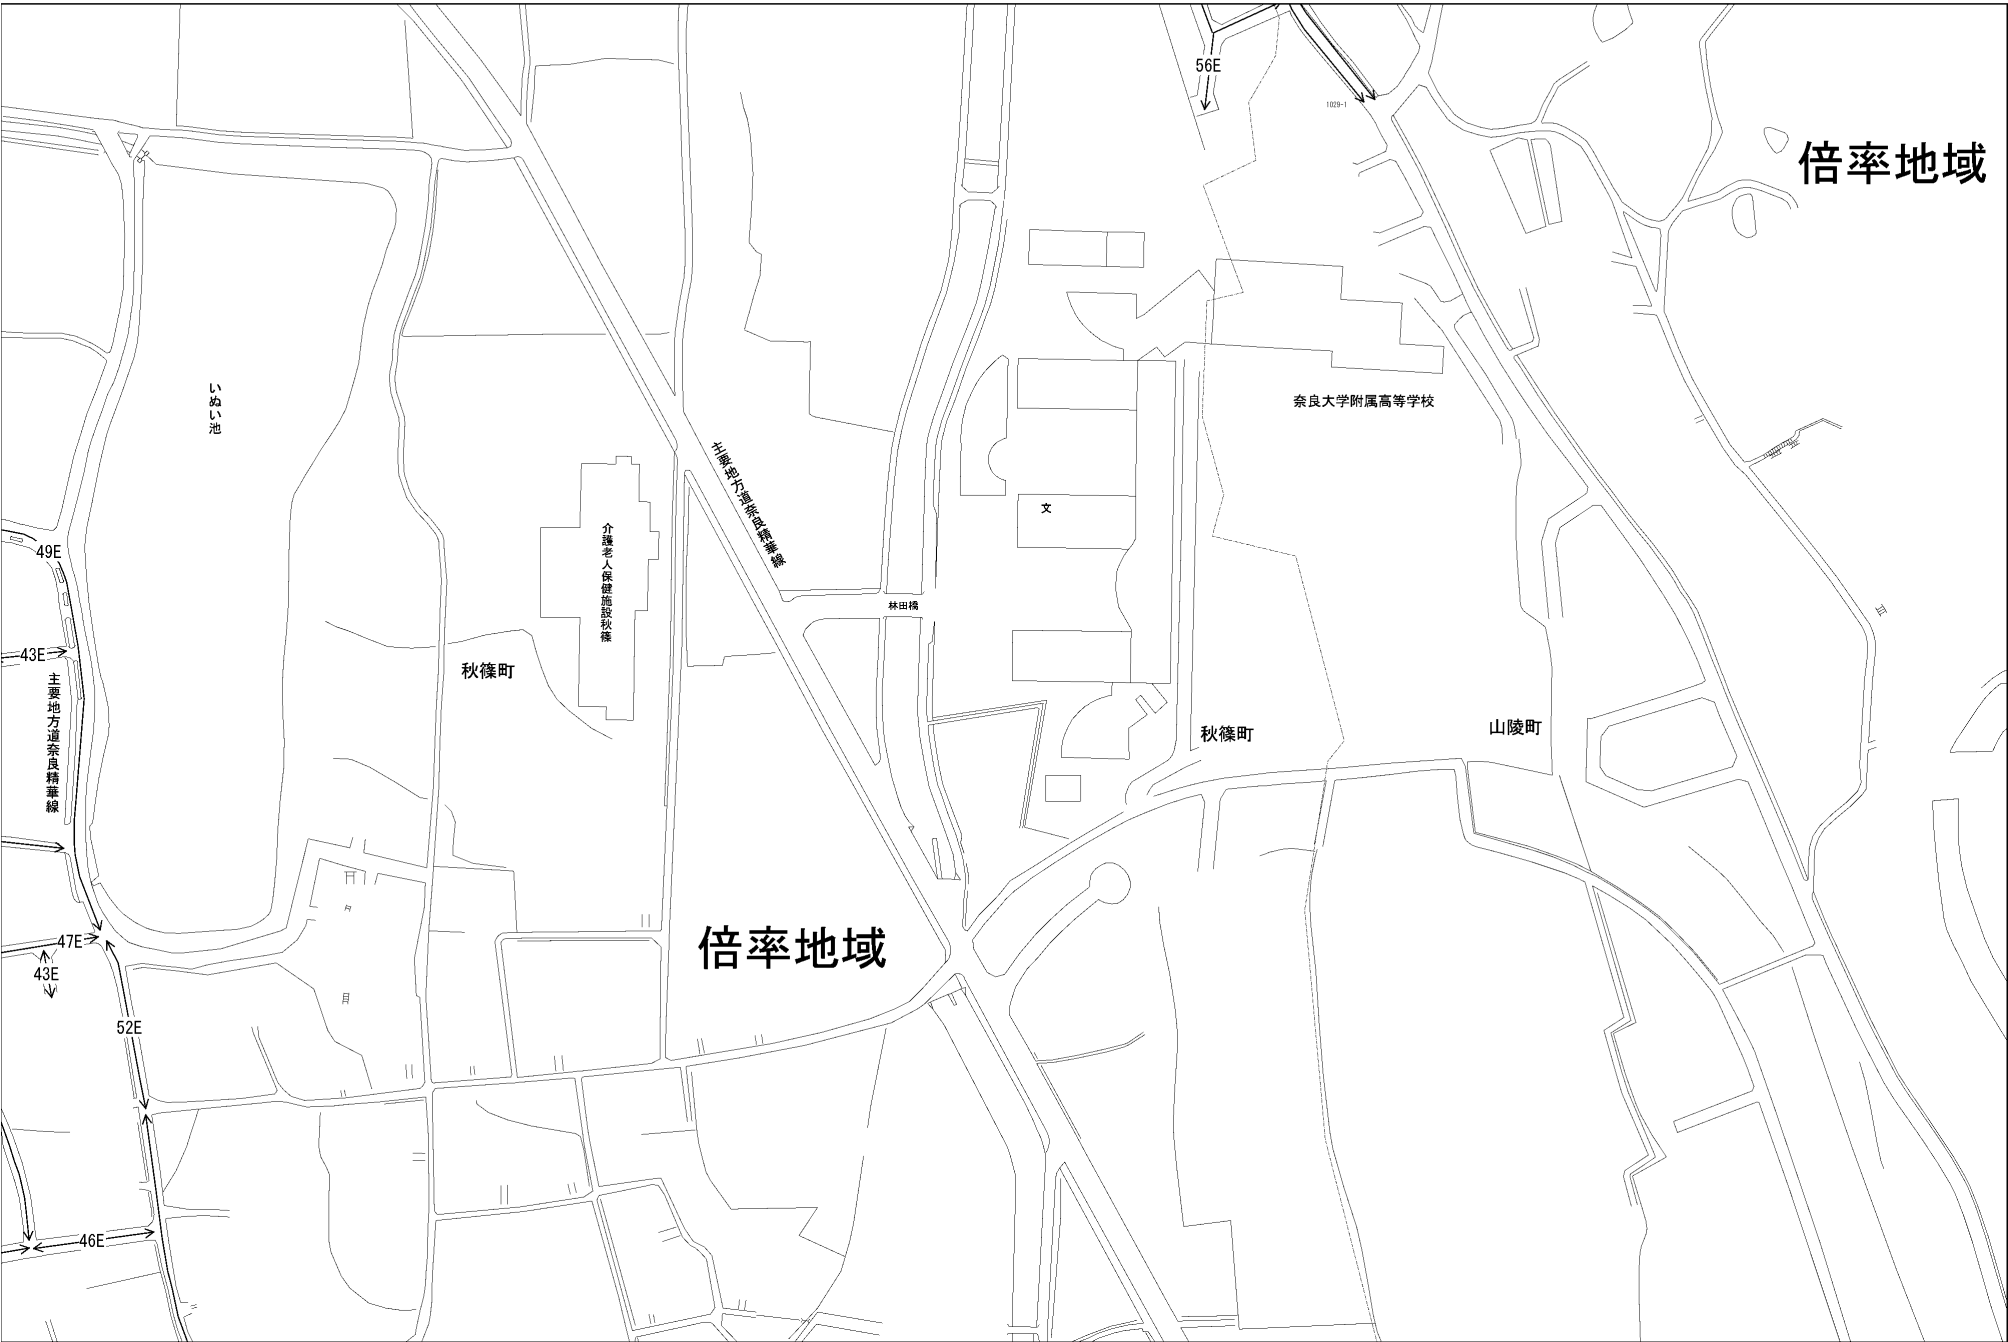 56E
1029-1
倍率地域
いぬい池
奈良大学附属高等学校
主要地方道奈良精華線
文
介護老人保健施設秋篠
49E
林田橋
43E
秋篠町
主要地方道奈良精華線
秋篠町
山陵町
倍率地域
47E
43E
52E
46E